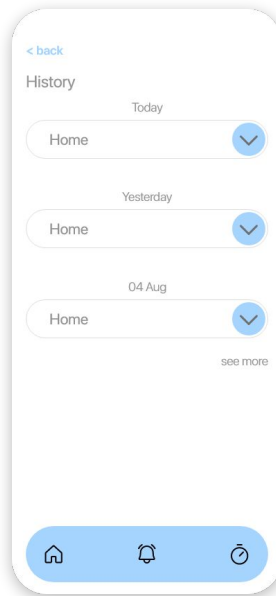 < back
History
Today
Home
Yesterday
Home
04 Aug
Home
see more